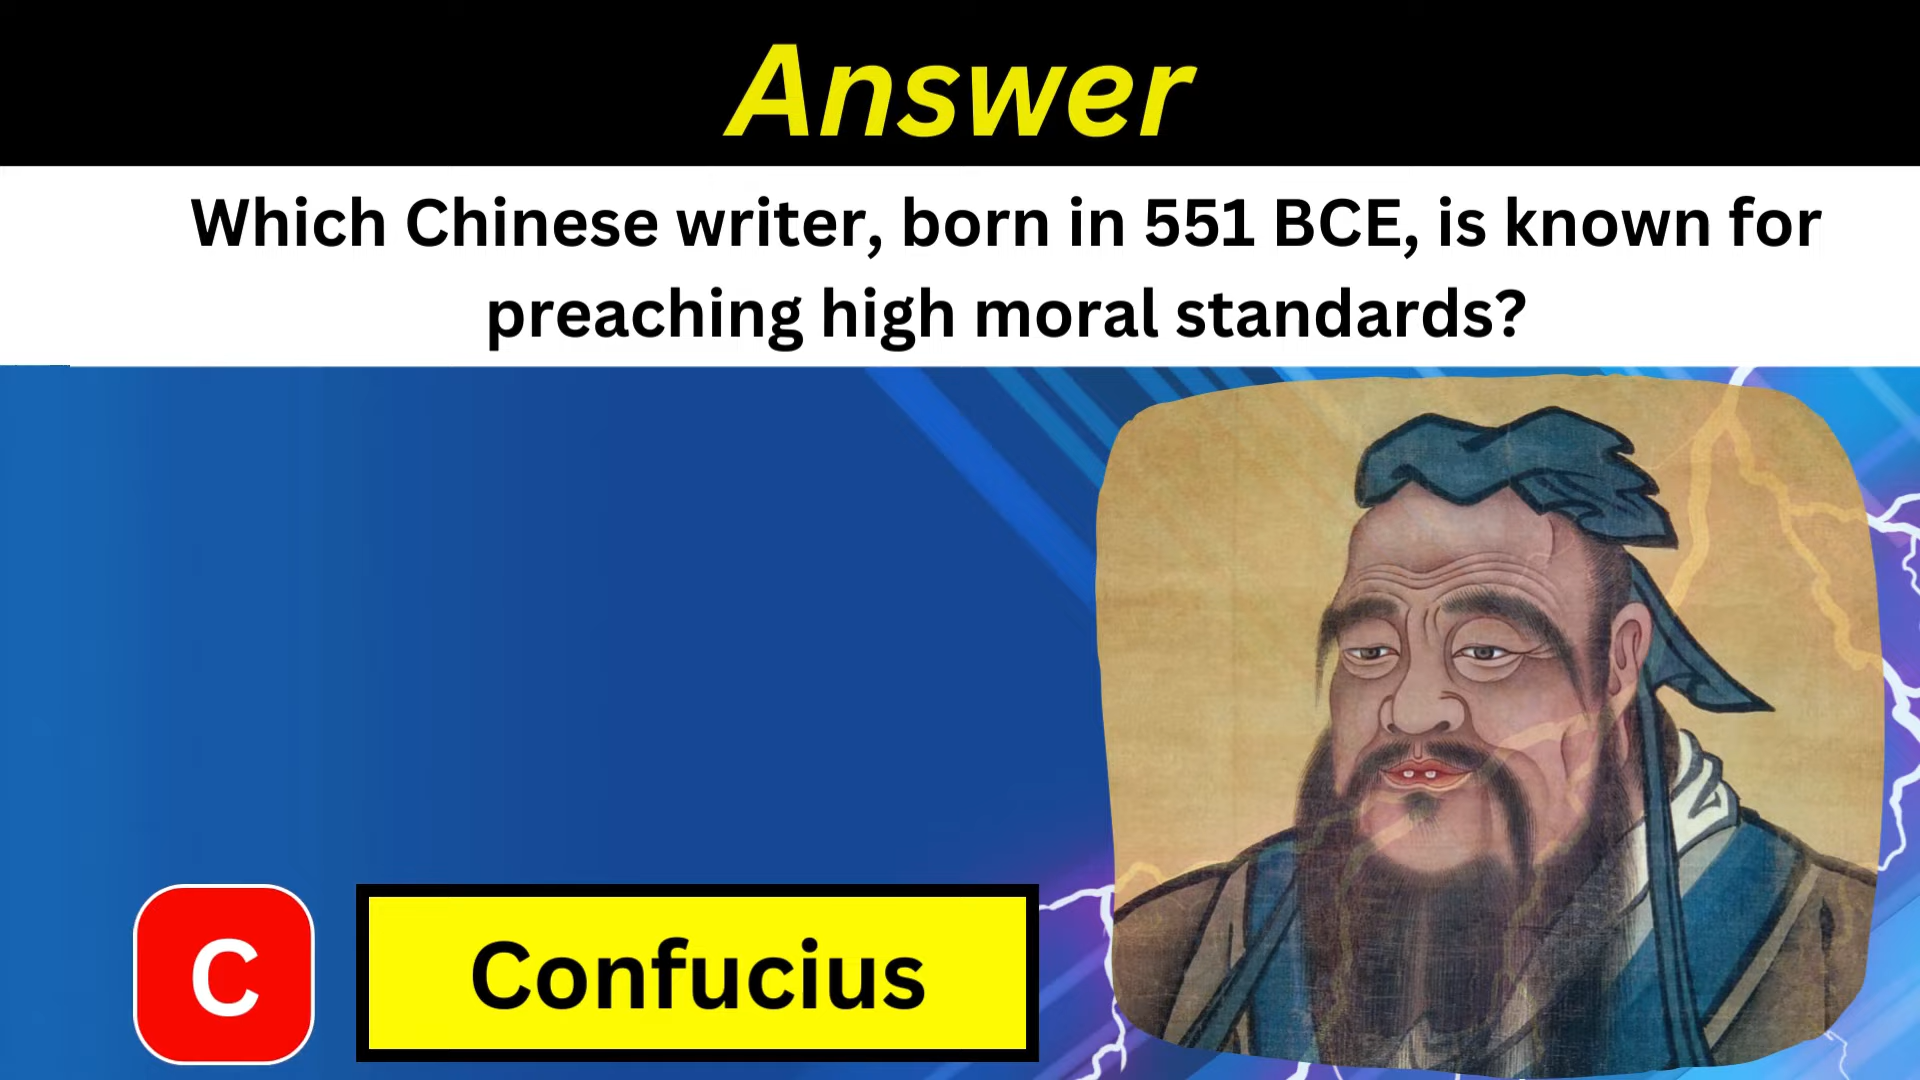 Answer
Which Chinese writer, born in 551 BCE, is known for
preaching high moral standards?
C
Confucius